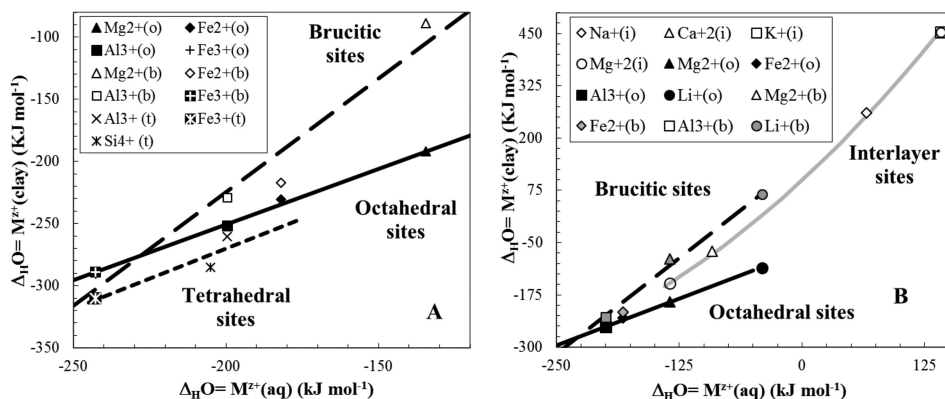 Mg2+(o) Fe2+(o)
Al3+(o) Fe3+(o)
Mg2+(b) Fe2+(b)
Al3+(b) Fe3+(b)
Al3+ (t) Fe3+(t)
Si4+ (t)
Brucitic
sites
Octahedral
sites
Tetrahedral
sites
A
-100
-150
-200
-250
-300
-350
-250 -200 -150
ΔHO= Mz+(clay) (KJ mol-1)
ΔHO= Mz+(aq) (kJ mol-1)
Na+(i) Ca+2(i) K+(i)
Mg+2(i) Mg2+(o) Fe2+(o)
Al3+(o) Li+(o) Mg2+(b)
Fe2+(b) Al3+(b) Li+(b)
Brucitic sites
Interlayer
sites
Octahedral sites
B
450
325
200
75
-50
-175
-300
-250 -125 0 125
ΔHO= Mz+(clay) (kJ mol-1)
ΔHO= Mz+(aq) (kJ mol-1)